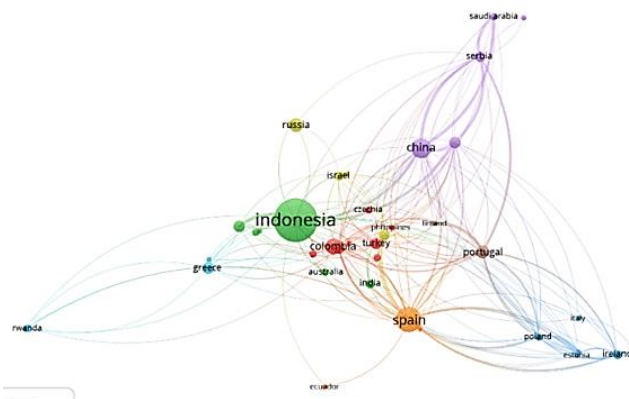 saudi arabia
serbia
russia
china
israel
czechia
indonesia
philippines
finland
colombia
turkey
portugal
greece
australia
india
spain
italy
rwanda
poland
estonia
ireland
ecuador